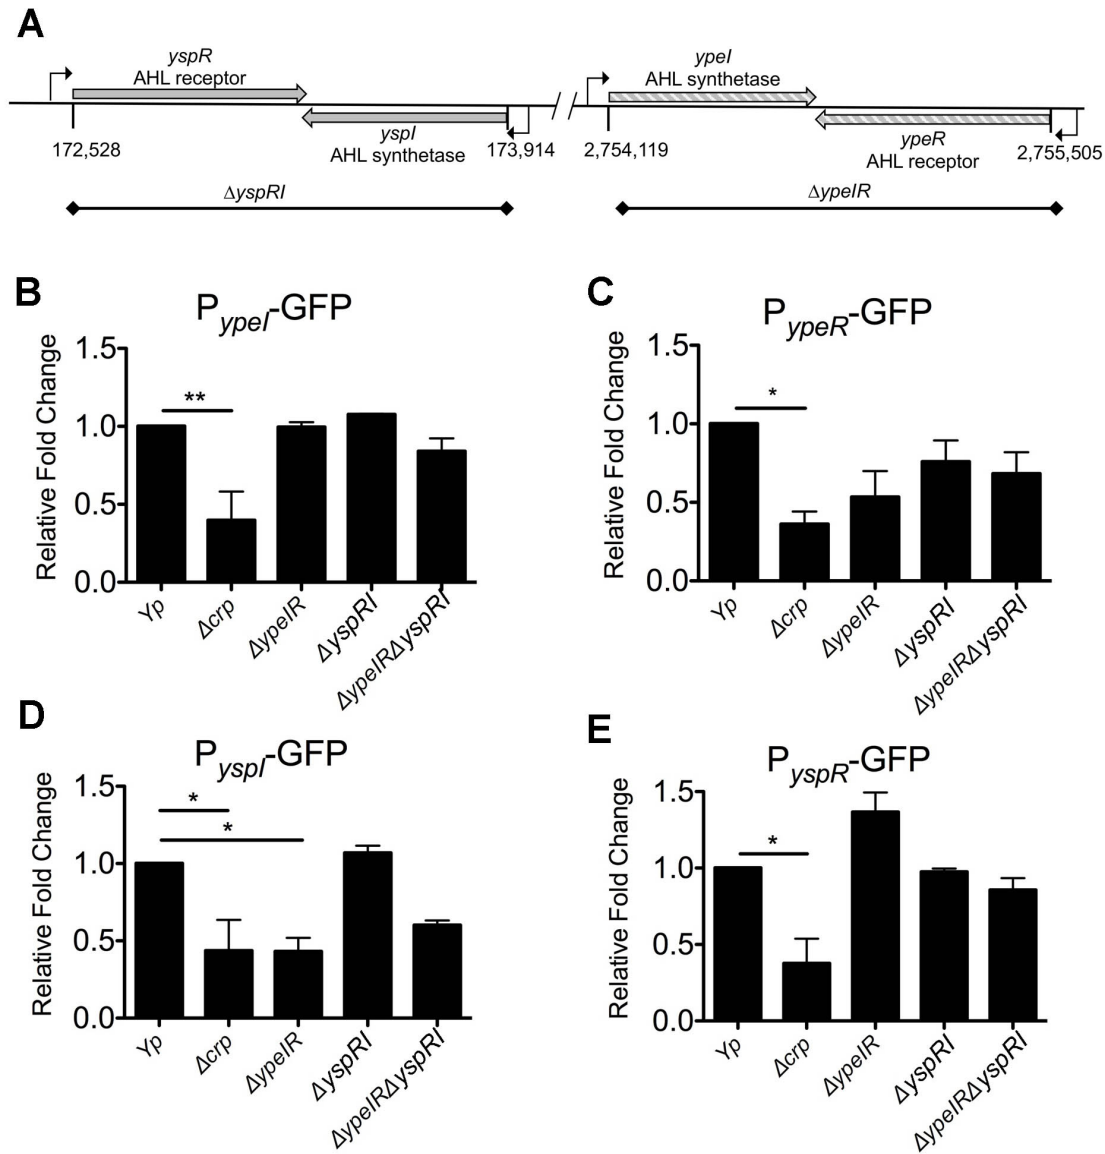 A
yspR
AHL receptor
yspI
AHL synthetase
172,528
173,914
ΔyspRI
ypeI
AHL synthetase
ypeR
AHL receptor
2,754,119
2,755,505
ΔypeIR
B
PypeI-GFP
Relative Fold Change
1.5
1.0
0.5
0.0
**
Yp
Δcrp
ΔypeIR
ΔyspRI
ΔypeIRΔyspRI
C
PypeR-GFP
Relative Fold Change
1.5
1.0
0.5
0.0
*
Yp
Δcrp
ΔypeIR
ΔyspRI
ΔypeIRΔyspRI
D
PyspI-GFP
Relative Fold Change
1.5
1.0
0.5
0.0
*
*
Yp
Δcrp
ΔypeIR
ΔyspRI
ΔypeIRΔyspRI
E
PyspR-GFP
Relative Fold Change
1.5
1.0
0.5
0.0
*
Yp
Δcrp
ΔypeIR
ΔyspRI
ΔypeIRΔyspRI